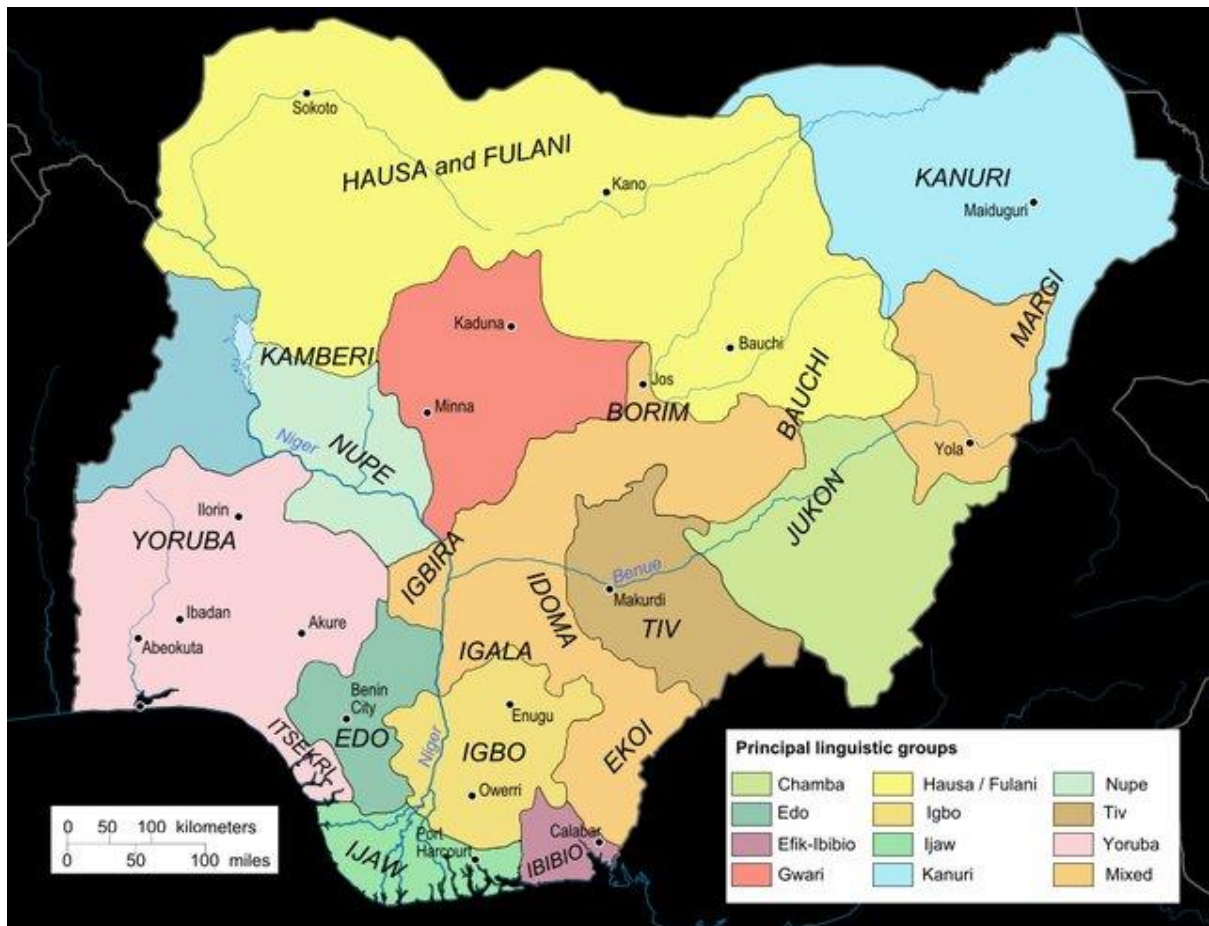 Sokoto
HAUSA and FULANI
Kano
KANURI
Maiduguri
MARGI
Kaduna
Bauchi
KAMBERI
Jos
BAUCHI
Minna
BORIM
Niger
NUPE
Yola
Ilorin
YORUBA
JUKON
IGBIRA
Benue
IDOMA
Makurdi
Ibadan
Akure
TIV
Abeokuta
IGALA
Benin
City
Enugu
EDO
ITSEKRI
Niger
IGBO
EKOI
Owerri
Port
Harcourt
Calabar
IJAW
IBIBIO
Principal linguistic groups
Chamba
Hausa / Fulani
Nupe
Edo
Igbo
Tiv
Efik-Ibibio
Ijaw
Yoruba
Gwari
Kanuri
Mixed
0 50 100 kilometers
0 50 100 miles